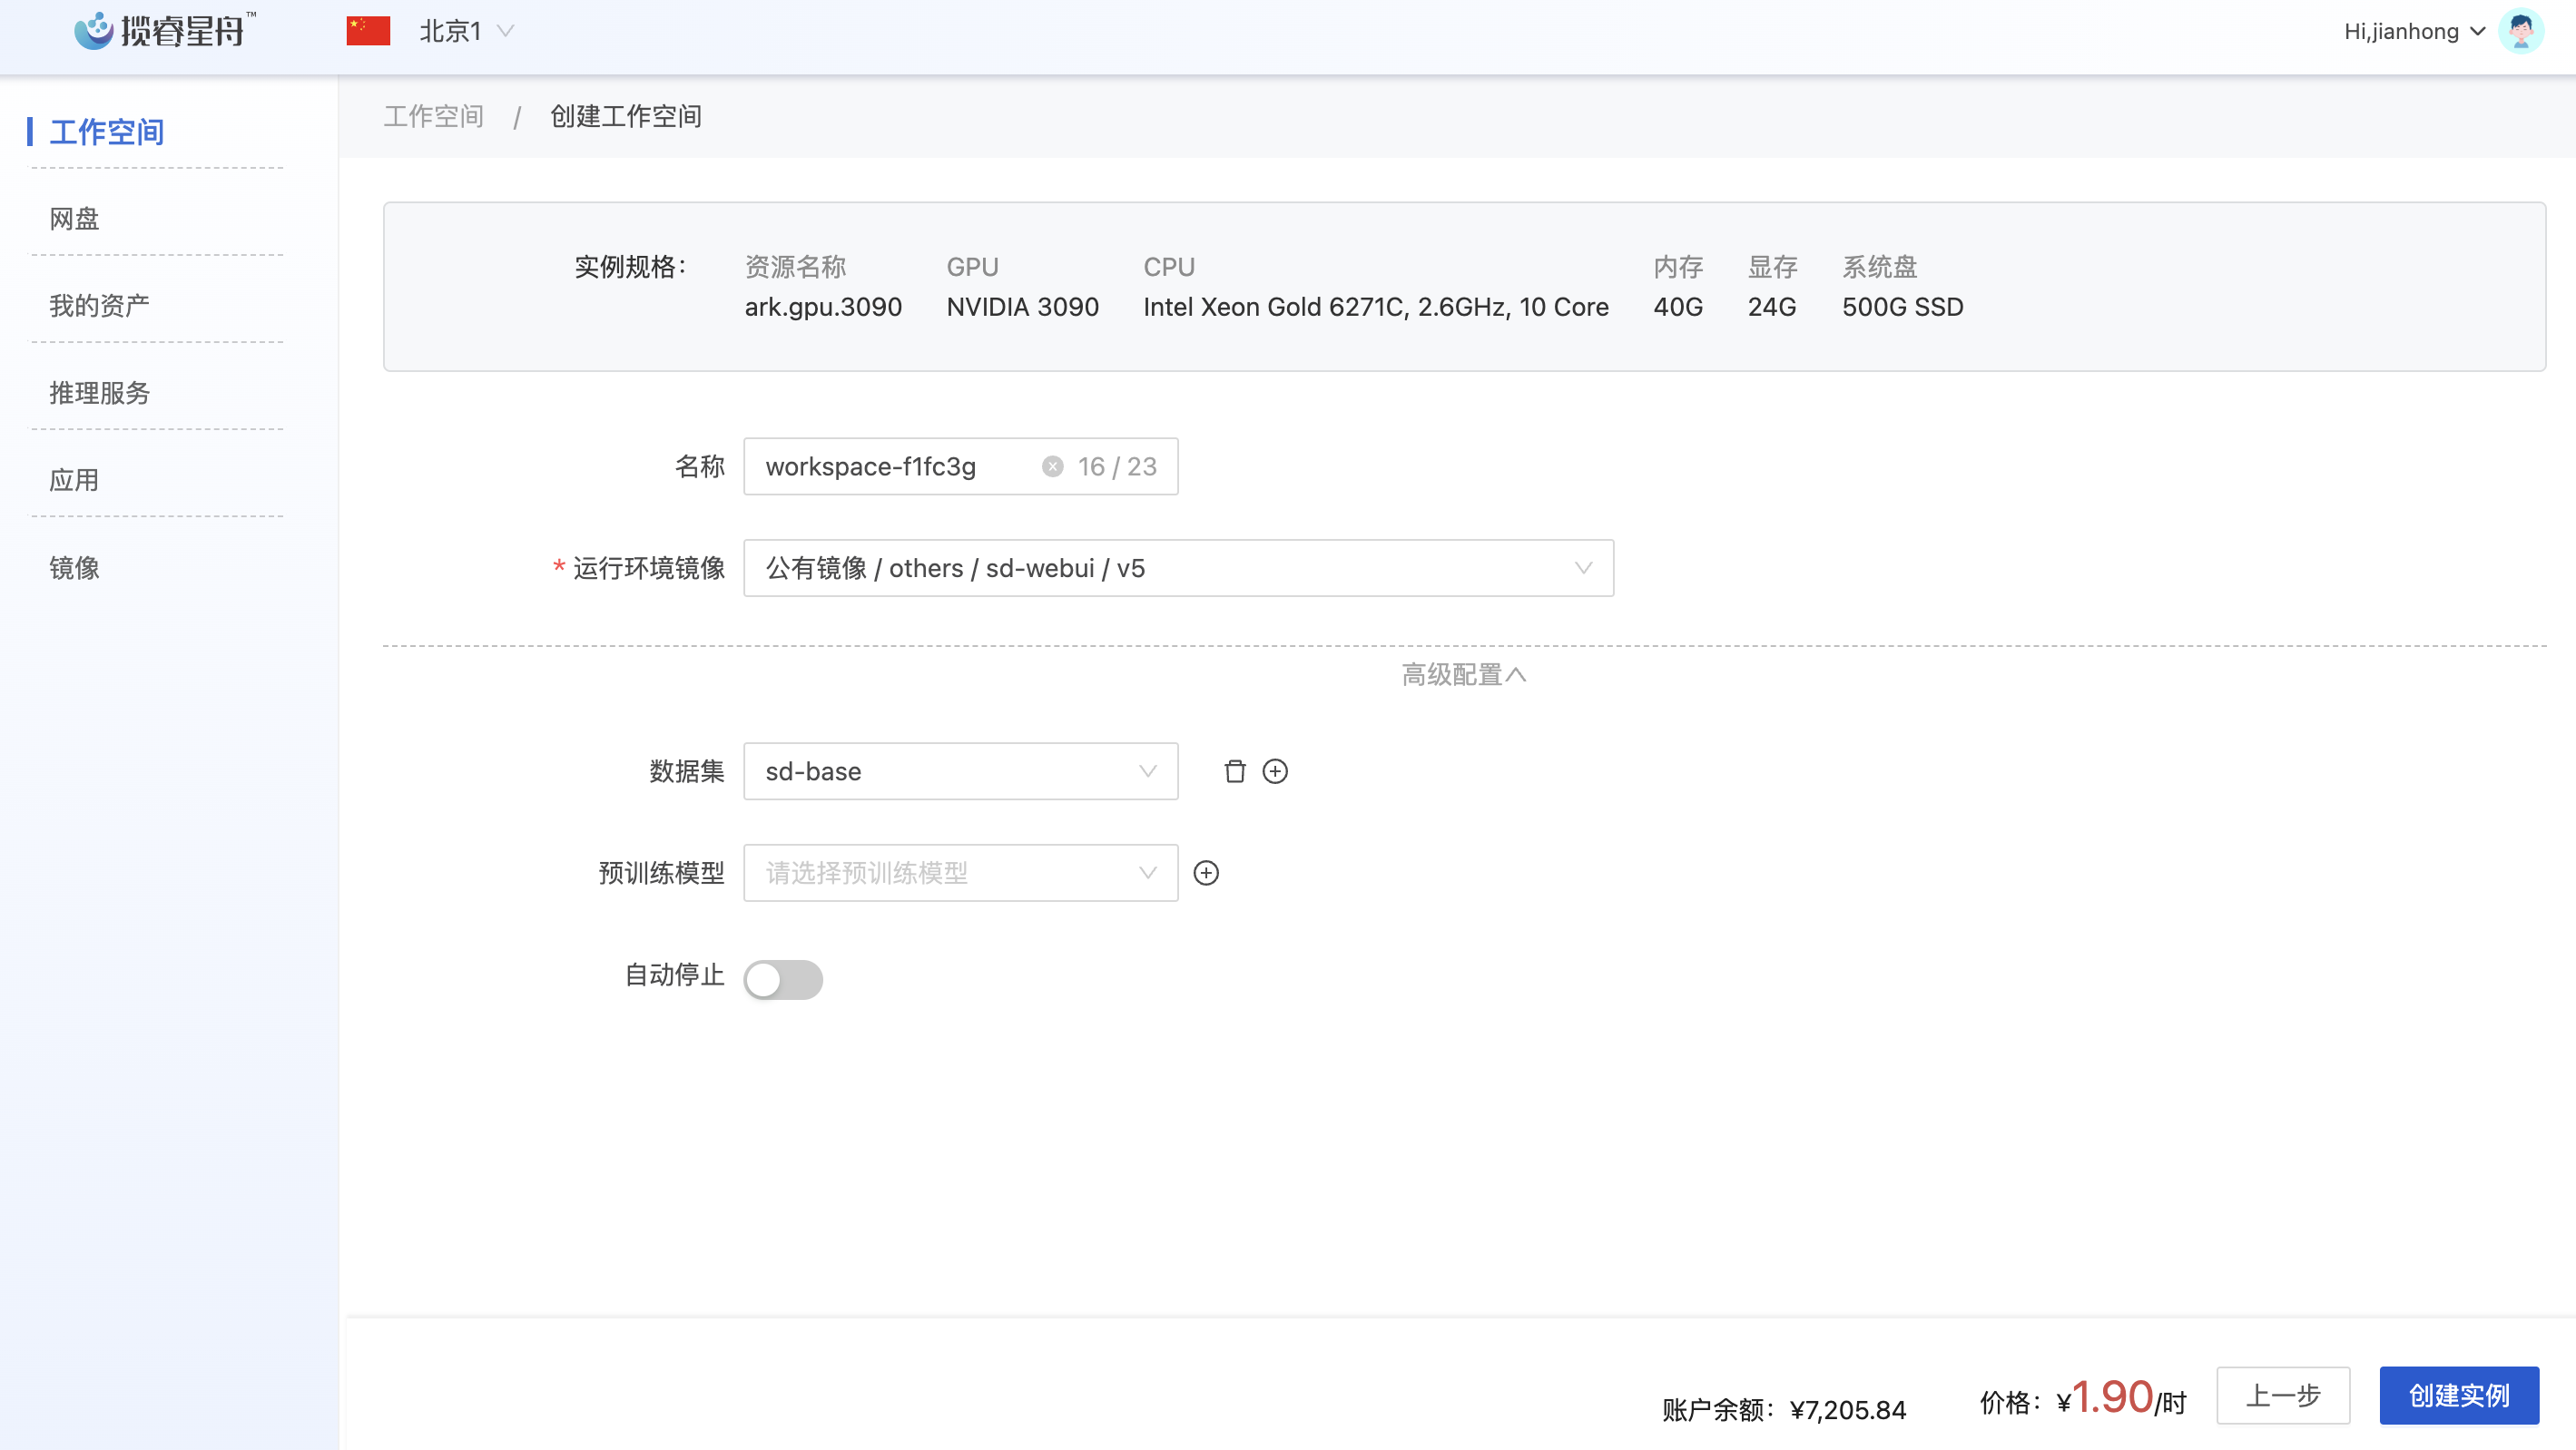 揽睿星舟™
北京1
Hi,jianhong
工作空间
网盘
我的资产
推理服务
应用
镜像
工作空间 / 创建工作空间
实例规格：
资源名称 GPU CPU 内存 显存 系统盘
ark.gpu.3090 NVIDIA 3090 Intel Xeon Gold 6271C, 2.6GHz, 10 Core 40G 24G 500G SSD
名称 workspace-f1fc3g 16 / 23
* 运行环境镜像 公有镜像 / others / sd-webui / v5
高级配置
数据集 sd-base
预训练模型 请选择预训练模型
自动停止
账户余额：¥7,205.84 价格：¥1.90/时 上一步 创建实例